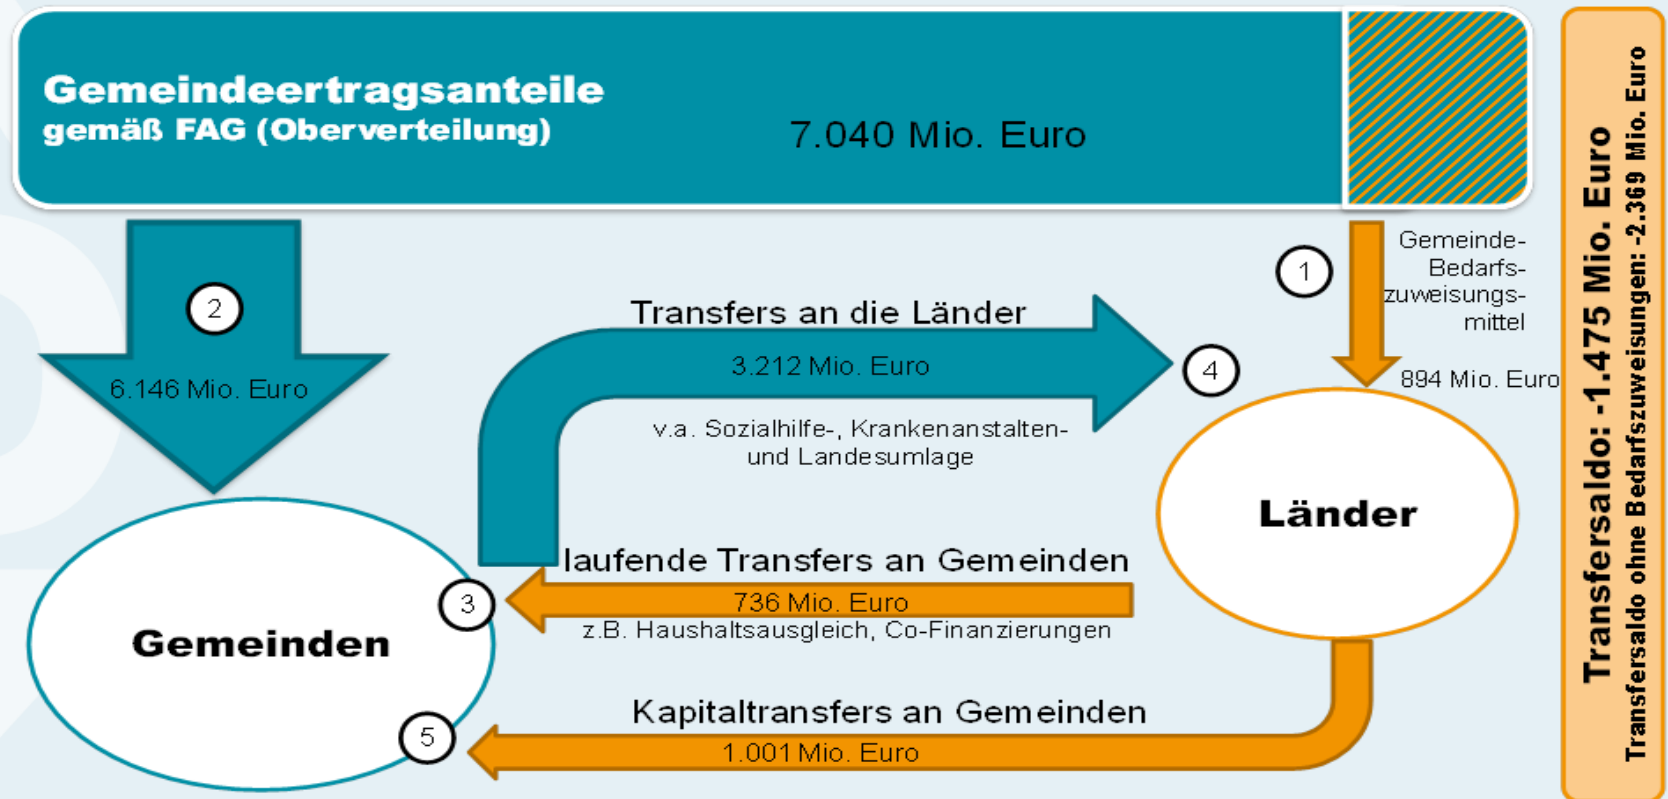 Gemeindeertragsanteile
gemäß FAG (Oberverteilung)
7.040 Mio. Euro
1
Gemeinde-
Bedarfs-
zuweisungs-
mittel
894 Mio. Euro
2
6.146 Mio. Euro
Transfers an die Länder
3.212 Mio. Euro
4
v.a. Sozialhilfe-, Krankenanstalten-
und Landesumlage
Länder
laufende Transfers an Gemeinden
3
736 Mio. Euro
z.B. Haushaltsausgleich, Co-Finanzierungen
Gemeinden
Kapitaltransfers an Gemeinden
5
1.001 Mio. Euro
Transfersaldo: -1.475 Mio. Euro
Transfersaldo ohne Bedarfszuweisungen: -2.369 Mio. Euro